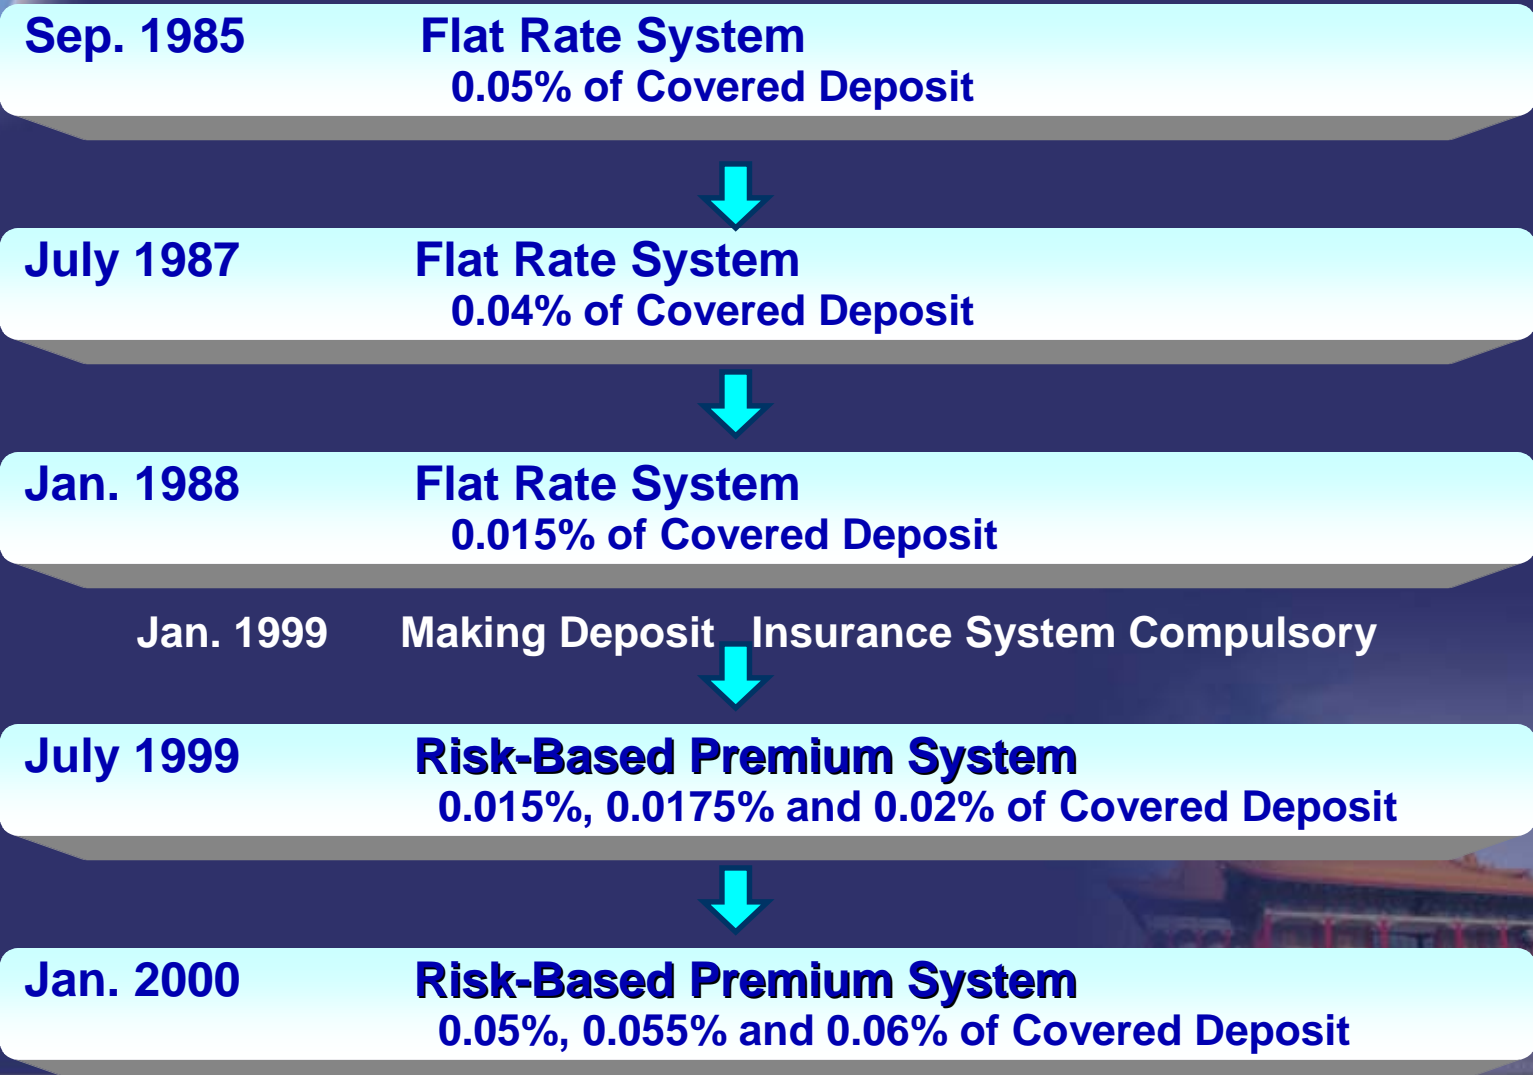 Sep. 1985 Flat Rate System
0.05% of Covered Deposit
July 1987 Flat Rate System
0.04% of Covered Deposit
Jan. 1988 Flat Rate System
0.015% of Covered Deposit
Jan. 1999 Making Deposit Insurance System Compulsory
July 1999 Risk-Based Premium System
0.015%, 0.0175% and 0.02% of Covered Deposit
Jan. 2000 Risk-Based Premium System
0.05%, 0.055% and 0.06% of Covered Deposit